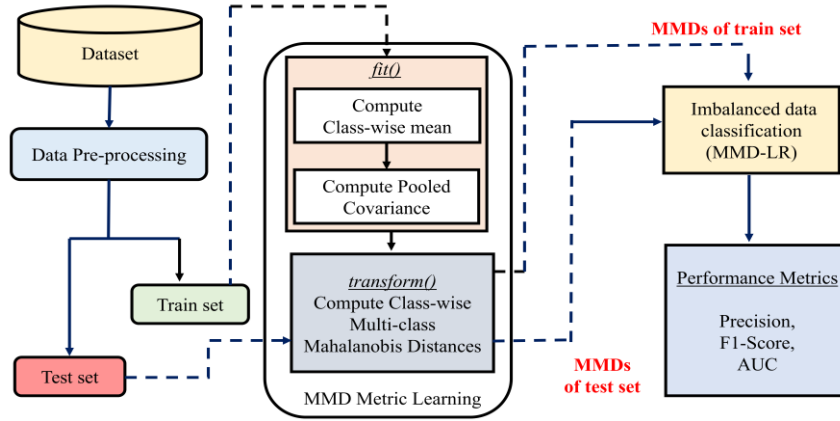 Dataset
Data Pre-processing
Train set
Test set
fit()
Compute
Class-wise mean
Compute Pooled
Covariance
transform()
Compute Class-wise
Multi-class
Mahalanobis Distances
MMD Metric Learning
MMDs of train set
MMDs
of test set
Imbalanced data
classification
(MMD-LR)
Performance Metrics
Precision,
F1-Score,
AUC